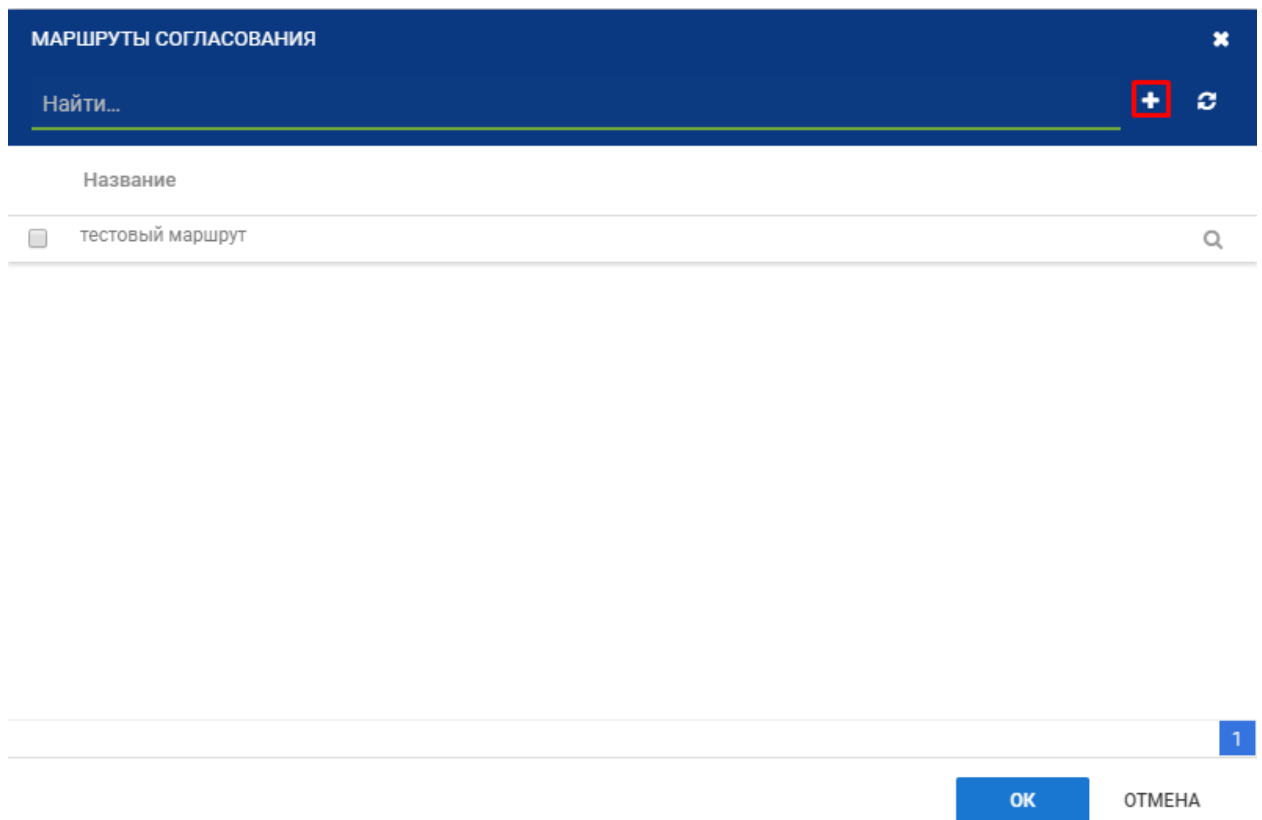 МАРШРУТЫ СОГЛАСОВАНИЯ
Найти...
Название
тестовый маршрут
1
ОК ОТМЕНА